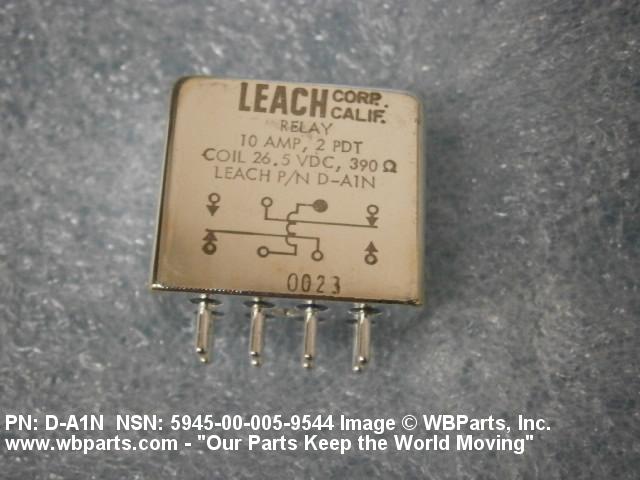 LEACH CORP. CALIF.
RELAY
10 AMP, 2 PDT
COIL 26.5 VDC, 390 Ω
LEACH P/N D-A1N
0023
PN: D-A1N NSN: 5945-00-005-9544 Image © WBParts, Inc.
www.wbparts.com - "Our Parts Keep the World Moving"